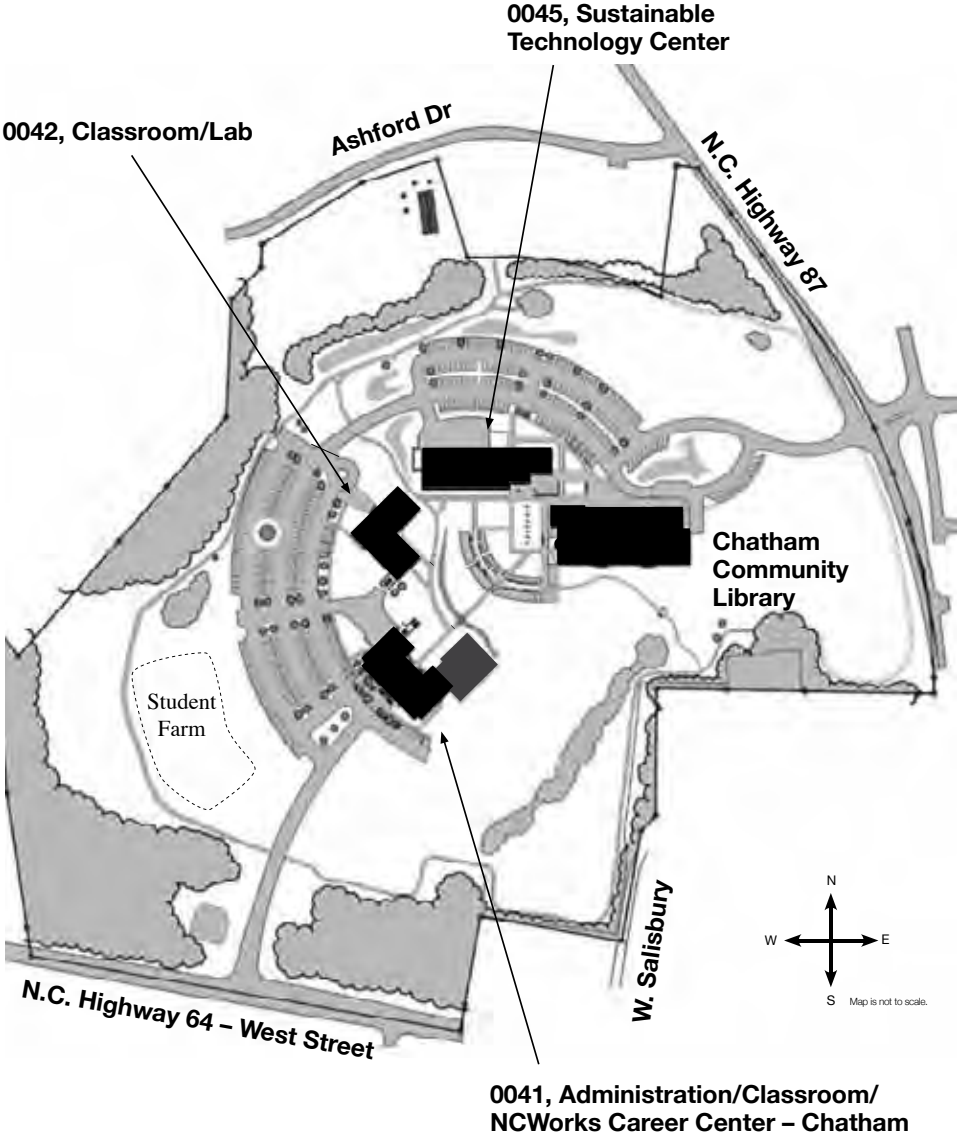 0045, Sustainable
Technology Center
0042, Classroom/Lab
Ashford Dr
N.C. Highway 87
Chatham
Community
Library
Student
Farm
N
W
E
S
Map is not to scale.
W. Salisbury
N.C. Highway 64 – West Street
0041, Administration/Classroom/
NCWorks Career Center – Chatham